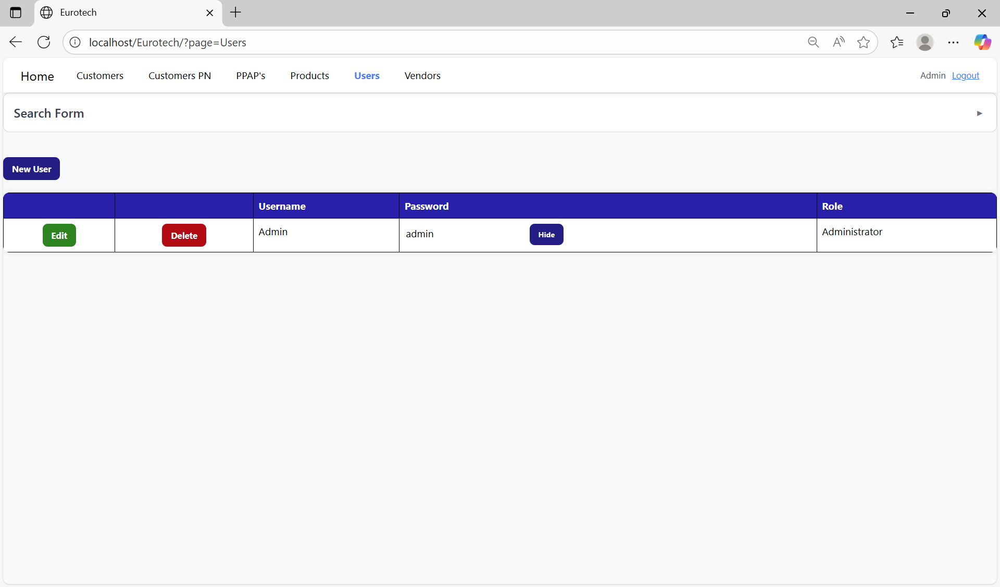 Eurotech
localhost/Eurotech/?page=Users
Home Customers Customers PN PPAP's Products Users Vendors Admin Logout
Search Form
New User
Username Password Role
Edit Delete Admin admin Hide Administrator